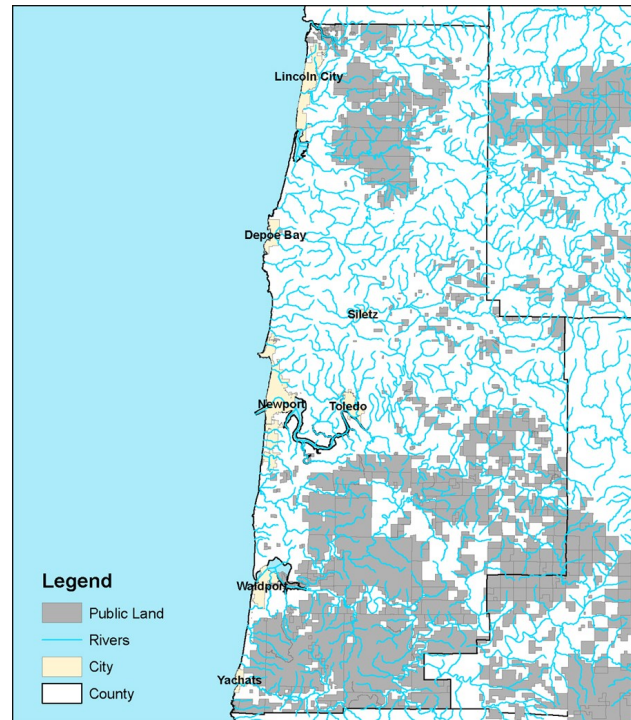 Lincoln City
Depoe Bay
Siletz
Newport
Toledo
Waldport
Yachats
Legend
Public Land
Rivers
City
County